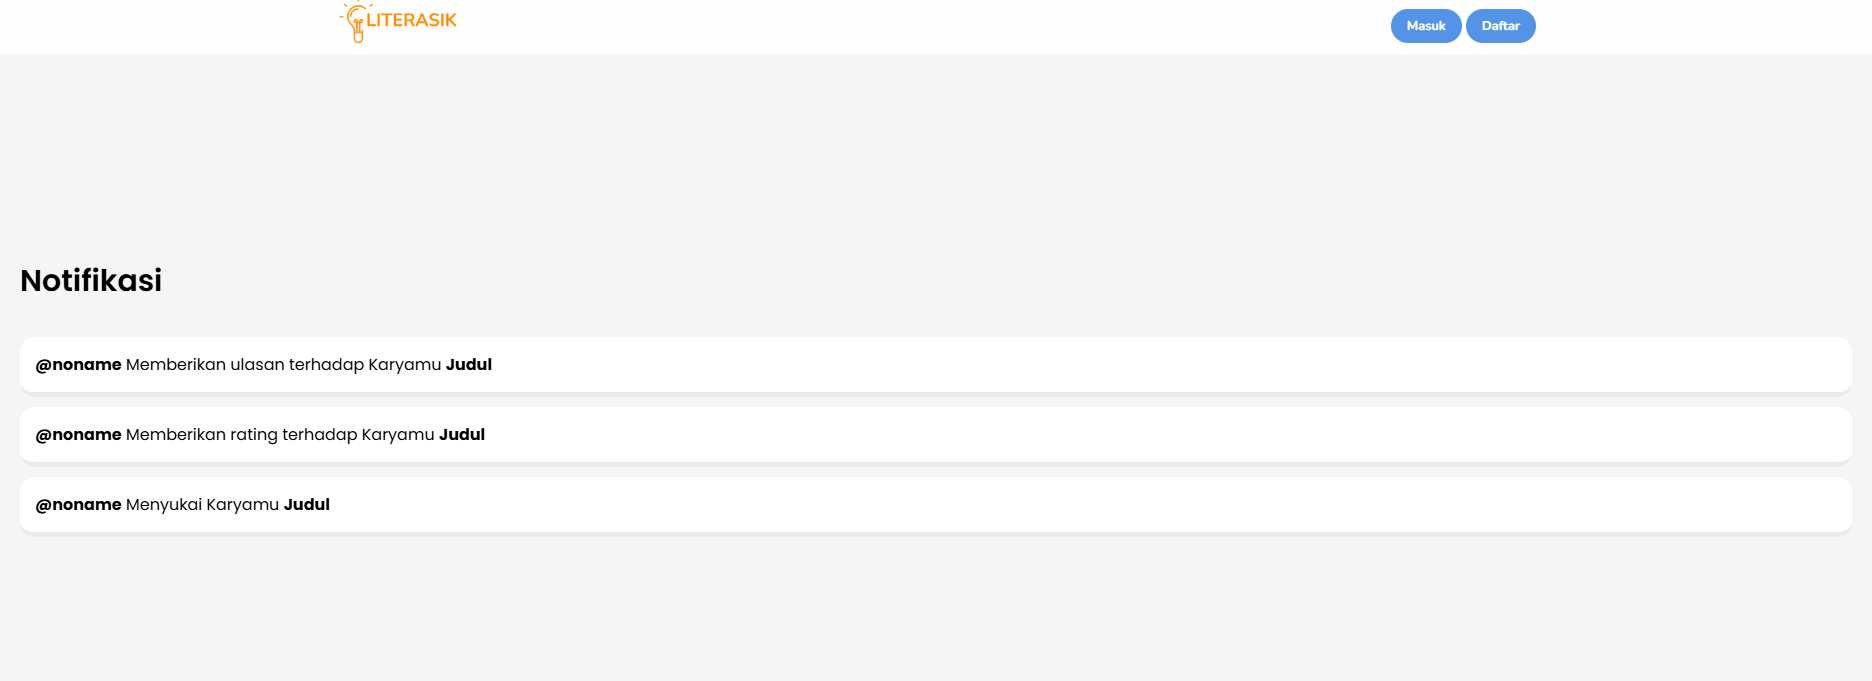 LITERASIK
Masuk Daftar
Notifikasi
@noname Memberikan ulasan terhadap Karyamu Judul
@noname Memberikan rating terhadap Karyamu Judul
@noname Menyukai Karyamu Judul